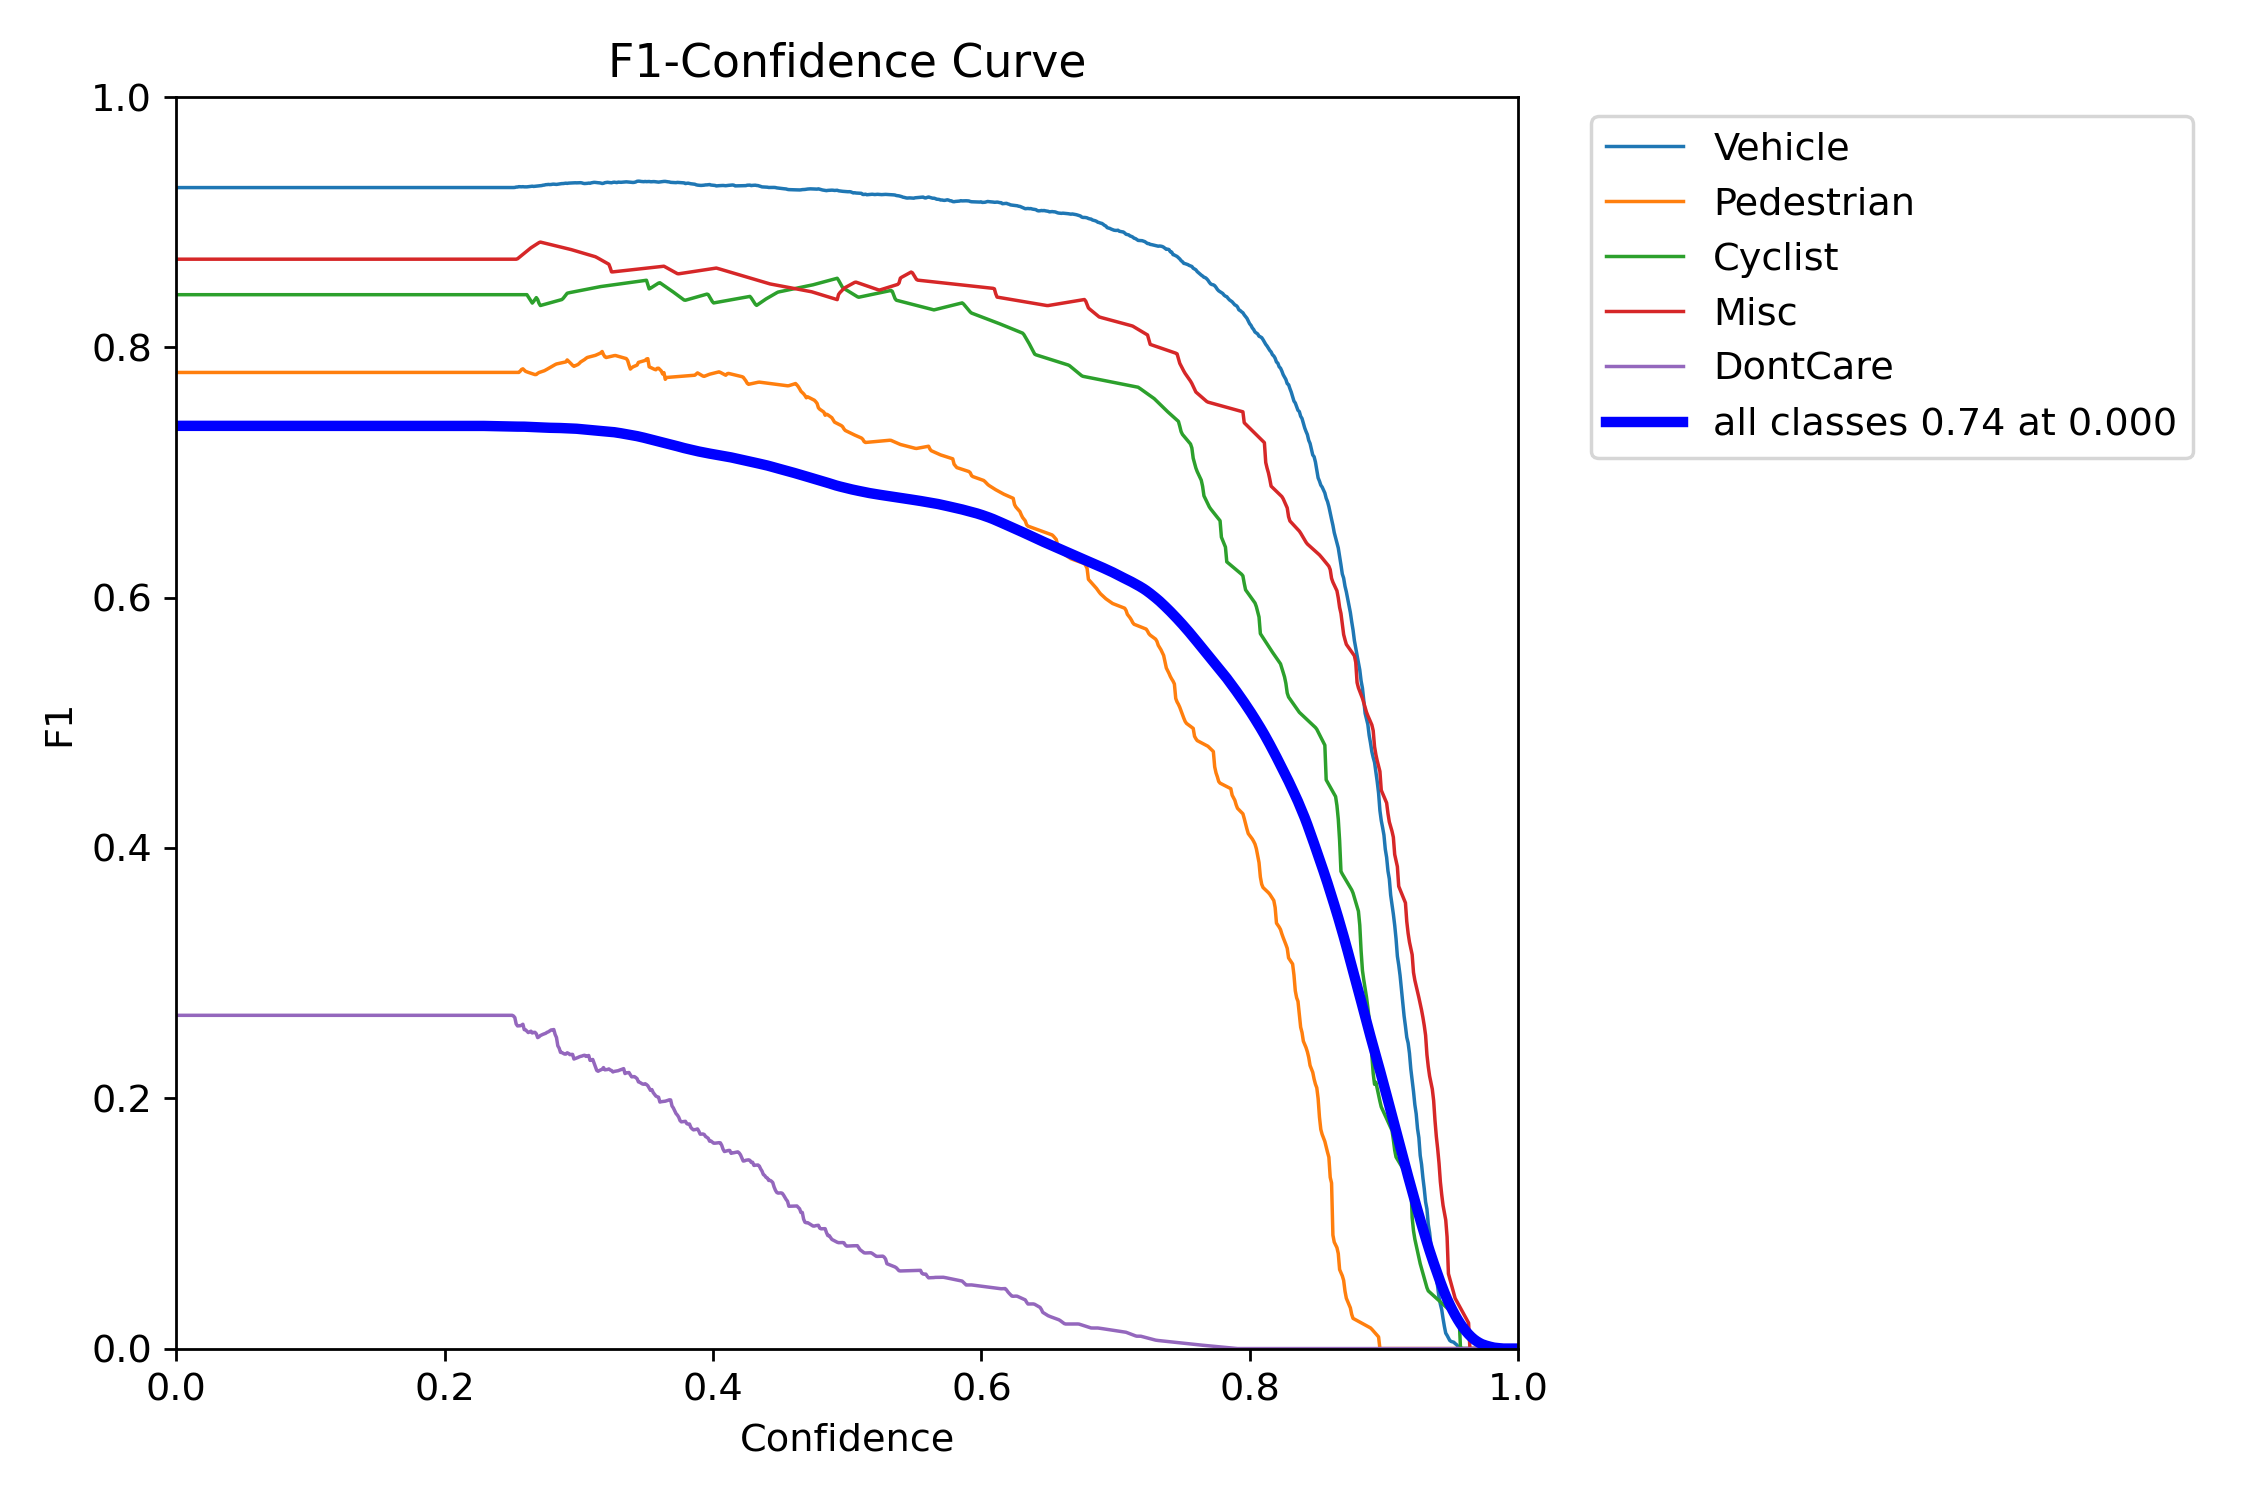 F1-Confidence Curve
1.0
0.8
0.6
0.4
0.2
0.0
F1
0.0 0.2 0.4 0.6 0.8 1.0
Confidence
Vehicle
Pedestrian
Cyclist
Misc
DontCare
all classes 0.74 at 0.000